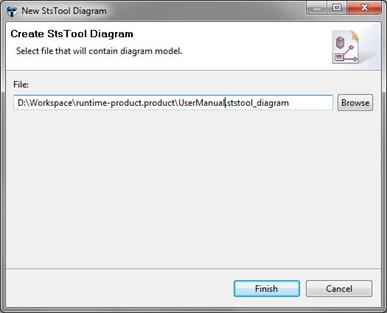 New StsTool Diagram
Create StsTool Diagram
Select file that will contain diagram model.
File:
D:\Workspace\runtime-product.product\UserManual.ststool_diagram
Browse
Finish
Cancel